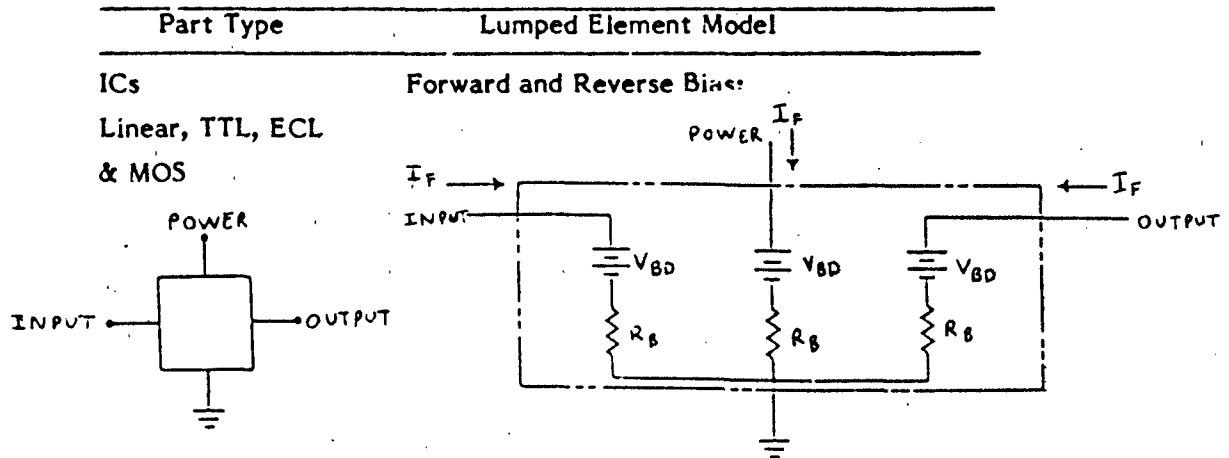 Part Type Lumped Element Model
ICs Forward and Reverse Bias:
Linear, TTL, ECL
& MOS
POWER
INPUT
OUTPUT
I_F
POWER
I_F
I_F
INPUT
OUTPUT
V_BD
V_BD
V_BD
R_B
R_B
R_B